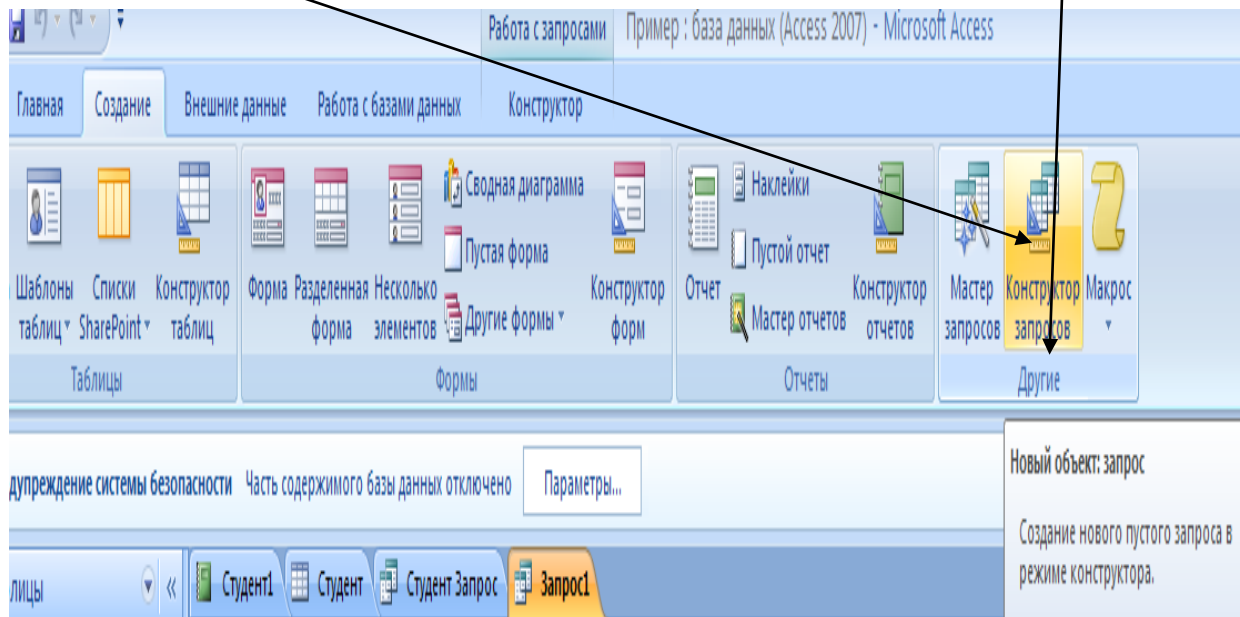 Работа с запросами Пример : база данных (Access 2007) - Microsoft Access
Главная Создание Внешние данные Работа с базами данных Конструктор
Шаблоны таблиц
Списки SharePoint
Конструктор таблиц
Таблицы
Форма
Разделенная форма
Несколько элементов
Сводная диаграмма
Пустая форма
Другие формы
Конструктор форм
Формы
Отчет
Наклейки
Пустой отчет
Мастер отчетов
Конструктор отчетов
Отчеты
Мастер запросов
Конструктор запросов
Макрос
Другие
Новый объект: запрос
Создание нового пустого запроса в
режиме конструктора.
дупреждение системы безопасности Часть содержимого базы данных отключено Параметры...
лицы « Студент1 Студент Студент Запрос Запрос1